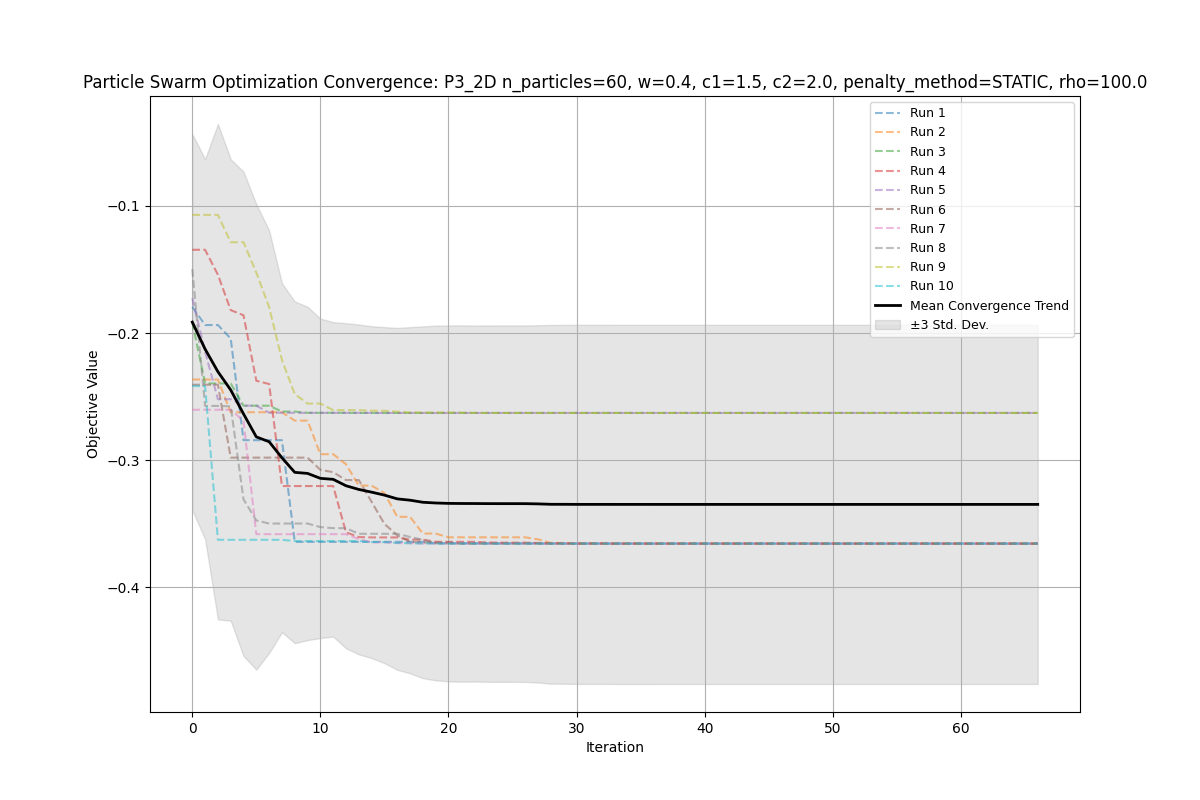 Particle Swarm Optimization Convergence: P3_2D n_particles=60, w=0.4, c1=1.5, c2=2.0, penalty_method=STATIC, rho=100.0
Run 1
Run 2
Run 3
Run 4
Run 5
Run 6
Run 7
Run 8
Run 9
Run 10
Mean Convergence Trend
±3 Std. Dev.
−0.1
−0.2
−0.3
−0.4
Objective Value
0 10 20 30 40 50 60
Iteration